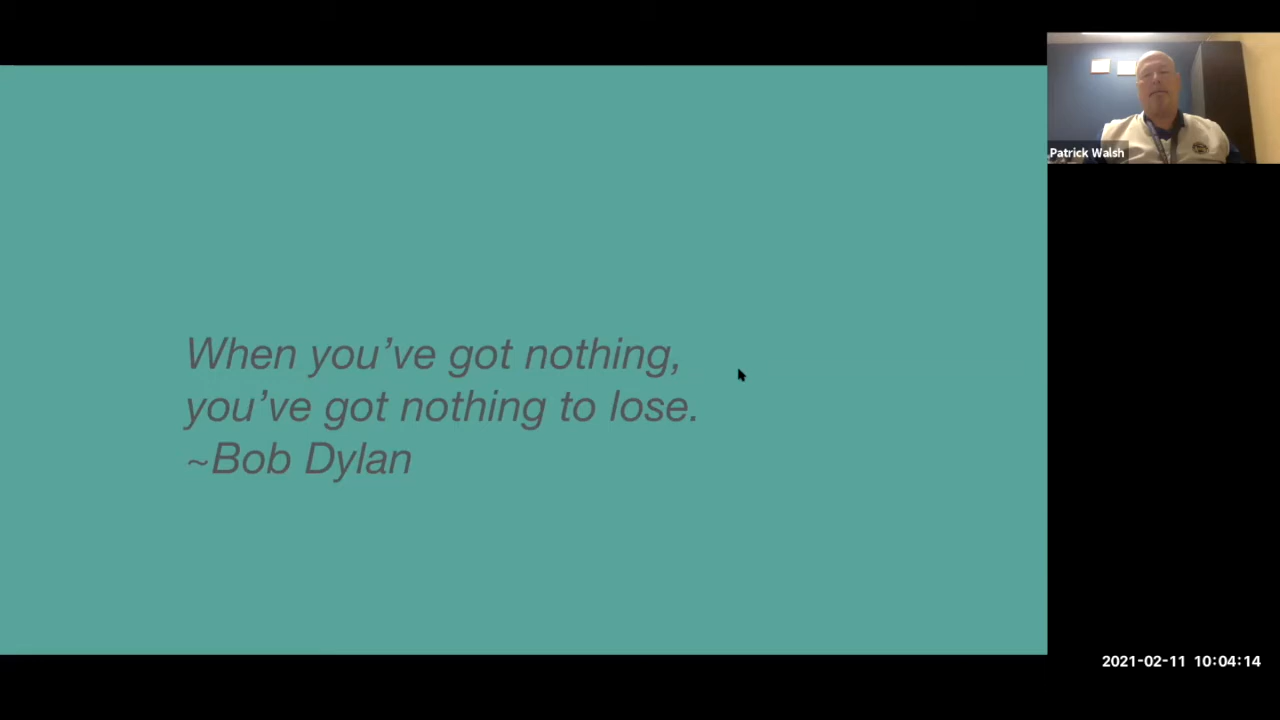 Patrick Walsh
When you’ve got nothing,
you’ve got nothing to lose.
~Bob Dylan
2021-02-11 10:04:14